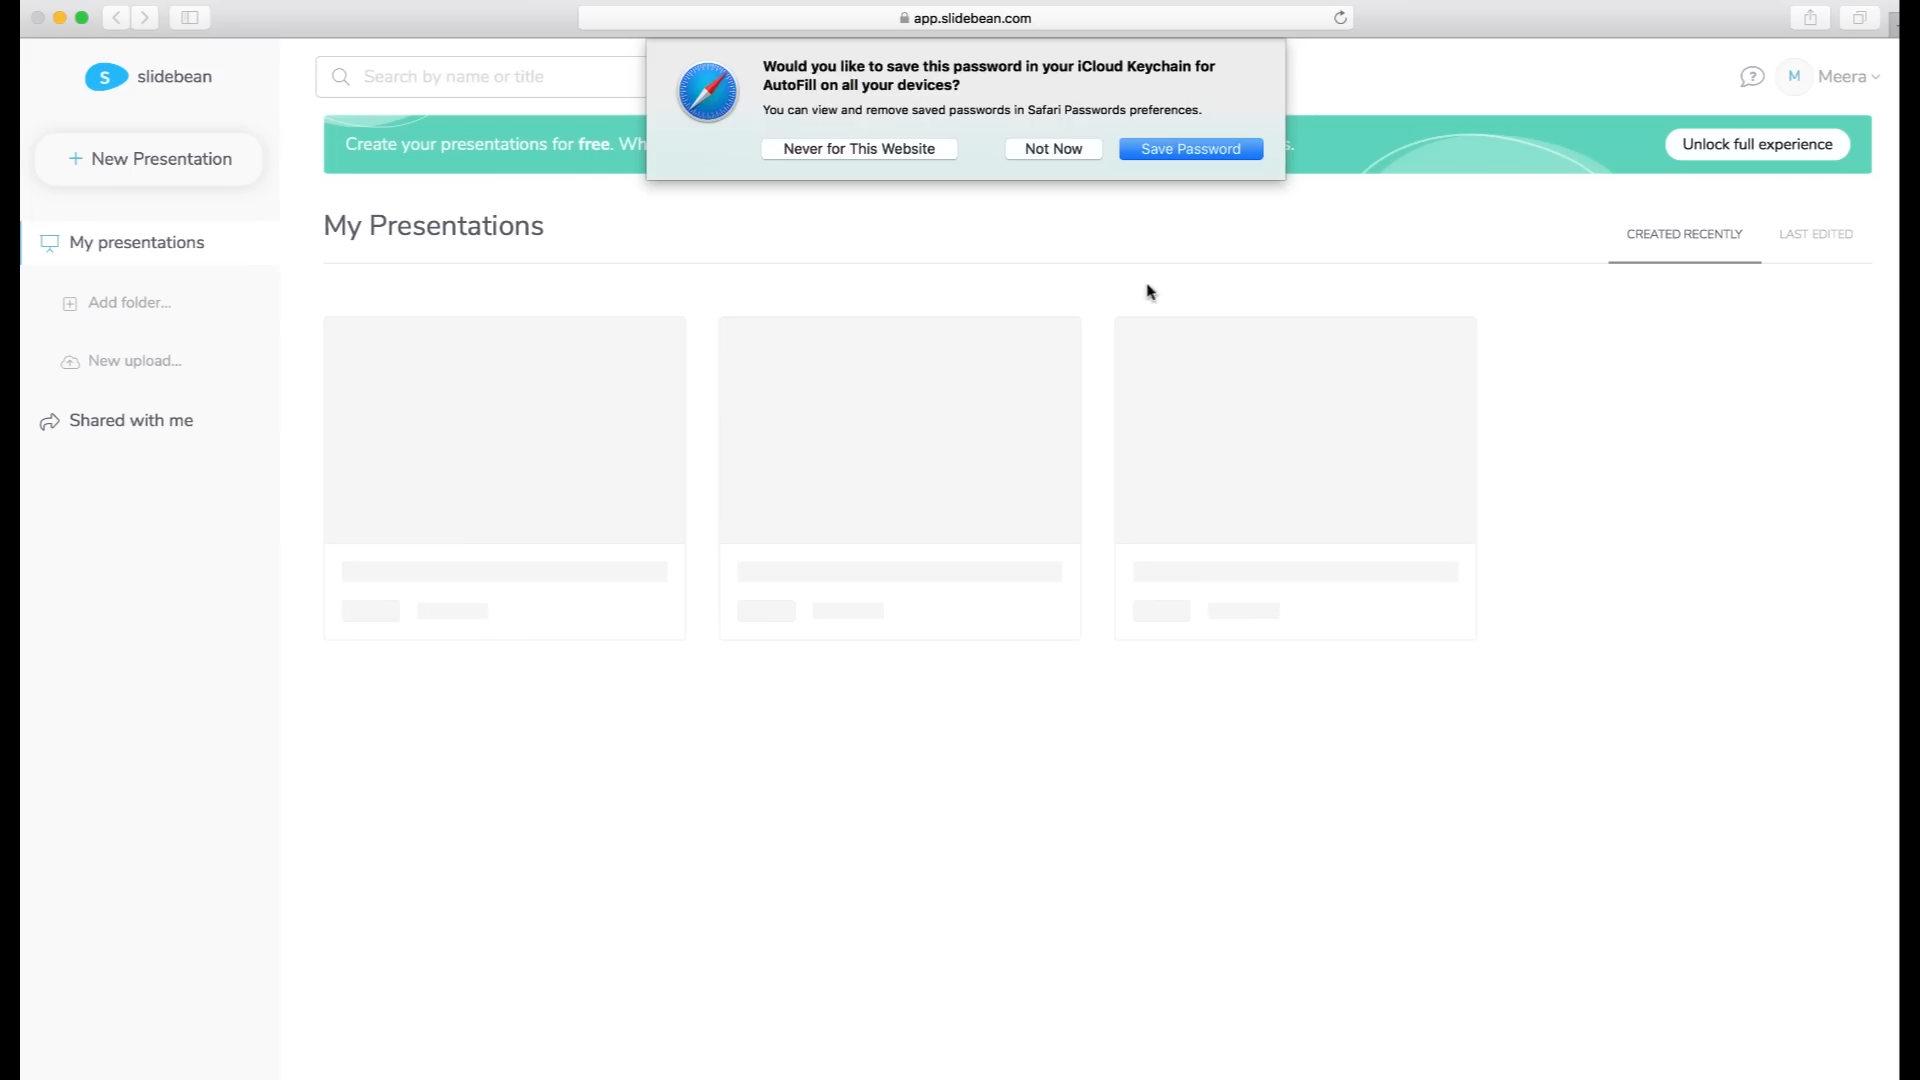 app.slidebean.com
S slidebean
Search by name or title
Would you like to save this password in your iCloud Keychain for
AutoFill on all your devices?
You can view and remove saved passwords in Safari Passwords preferences.
Never for This Website
Not Now
Save Password
M Meera
Create your presentations for free. Wh
s.
Unlock full experience
+ New Presentation
My presentations
Add folder...
New upload...
Shared with me
My Presentations
CREATED RECENTLY
LAST EDITED